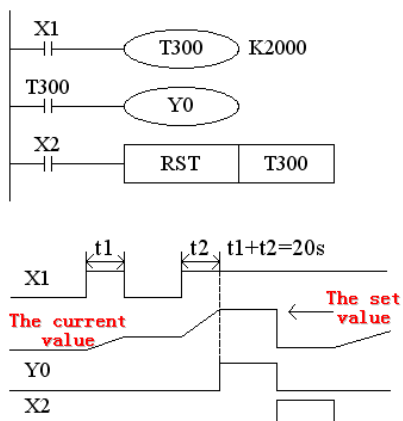 X1
T300 K2000
T300
Y0
X2
RST T300
t1 t2 t1+t2=20s
X1
The current
value
The set
value
Y0
X2